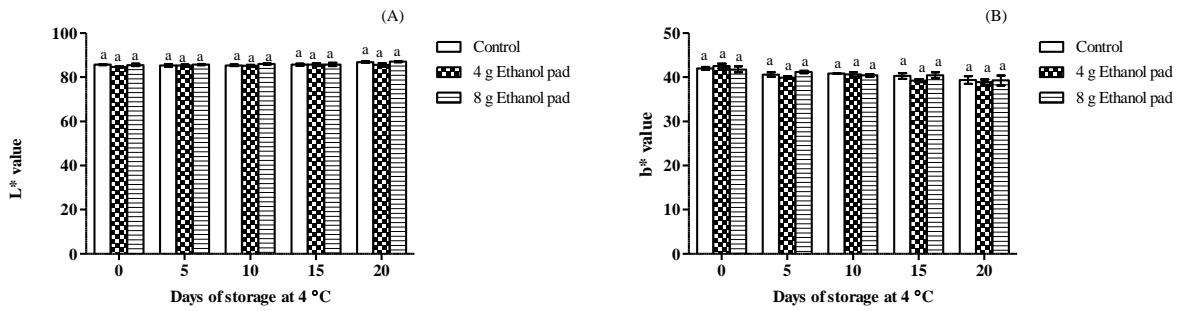 (A)
100
80
60
40
20
0
L* value
a a a a a a a a a a a a a a a
0 5 10 15 20
Days of storage at 4 °C
Control
4 g Ethanol pad
8 g Ethanol pad
(B)
50
40
30
20
10
0
b* value
a a a a a a a a a a a a a a a
0 5 10 15 20
Days of storage at 4 °C
Control
4 g Ethanol pad
8 g Ethanol pad